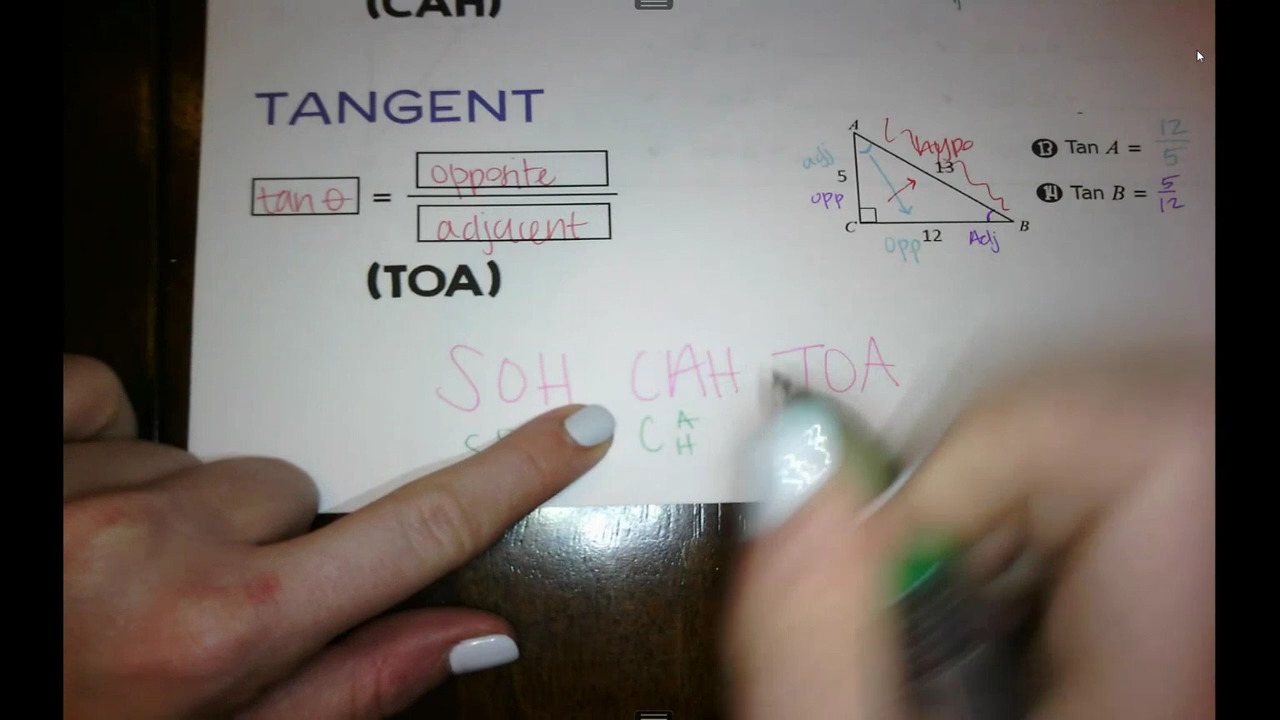 (CAH)
TANGENT
tan θ = opposite
adjacent
(TOA)
A
adj
5
opp
hypo
13
C
opp
12
Adj
B
13 Tan A = 12/5
14 Tan B = 5/12
SOH CAH TOA
S
C A
H